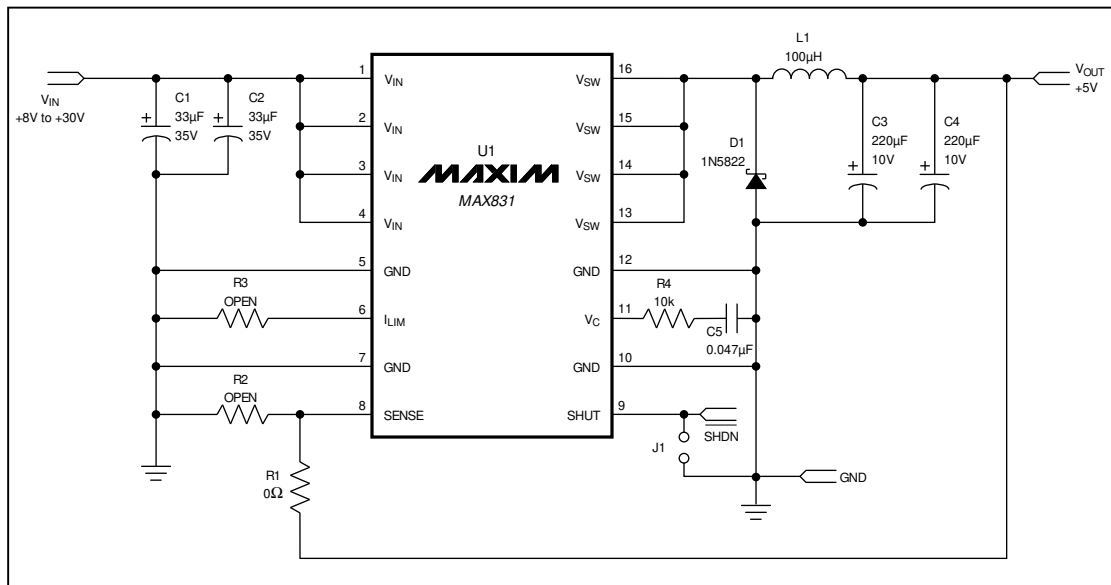 L1
100µH
VIN
+8V to +30V
C1
33µF
35V
C2
33µF
35V
+
+
1
2
3
4
5
6
7
8
VIN
VIN
VIN
VIN
GND
ILIM
GND
SENSE
U1
MAXIM
MAX831
VSW
VSW
VSW
VSW
GND
VC
GND
SHUT
16
15
14
13
12
11
10
9
D1
1N5822
C3
220µF
10V
C4
220µF
10V
+
+
VOUT
+5V
R3
OPEN
R2
OPEN
R1
0Ω
R4
10k
C5
0.047µF
SHDN
J1
GND